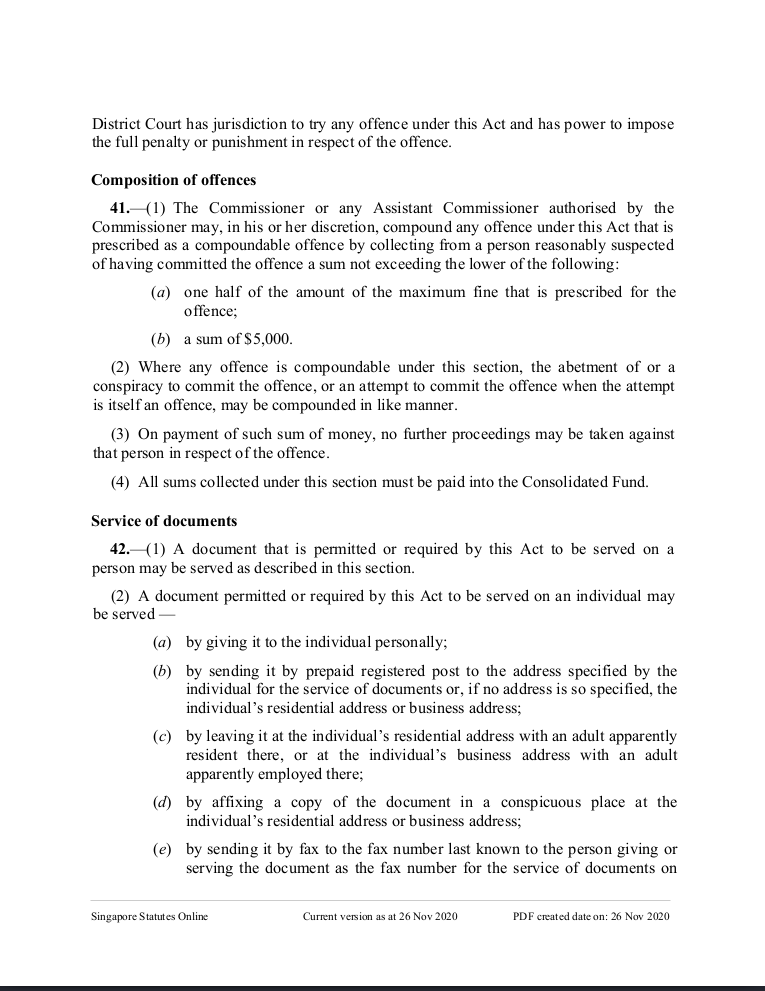 District Court has jurisdiction to try any offence under this Act and has power to impose
the full penalty or punishment in respect of the offence.
Composition of offences
41.—(1) The Commissioner or any Assistant Commissioner authorised by the
Commissioner may, in his or her discretion, compound any offence under this Act that is
prescribed as a compoundable offence by collecting from a person reasonably suspected
of having committed the offence a sum not exceeding the lower of the following:
(a) one half of the amount of the maximum fine that is prescribed for the
offence;
(b) a sum of $5,000.
(2) Where any offence is compoundable under this section, the abetment of or a
conspiracy to commit the offence, or an attempt to commit the offence when the attempt
is itself an offence, may be compounded in like manner.
(3) On payment of such sum of money, no further proceedings may be taken against
that person in respect of the offence.
(4) All sums collected under this section must be paid into the Consolidated Fund.
Service of documents
42.—(1) A document that is permitted or required by this Act to be served on a
person may be served as described in this section.
(2) A document permitted or required by this Act to be served on an individual may
be served —
(a) by giving it to the individual personally;
(b) by sending it by prepaid registered post to the address specified by the
individual for the service of documents or, if no address is so specified, the
individual’s residential address or business address;
(c) by leaving it at the individual’s residential address with an adult apparently
resident there, or at the individual’s business address with an adult
apparently employed there;
(d) by affixing a copy of the document in a conspicuous place at the
individual’s residential address or business address;
(e) by sending it by fax to the fax number last known to the person giving or
serving the document as the fax number for the service of documents on
Singapore Statutes Online Current version as at 26 Nov 2020 PDF created date on: 26 Nov 2020